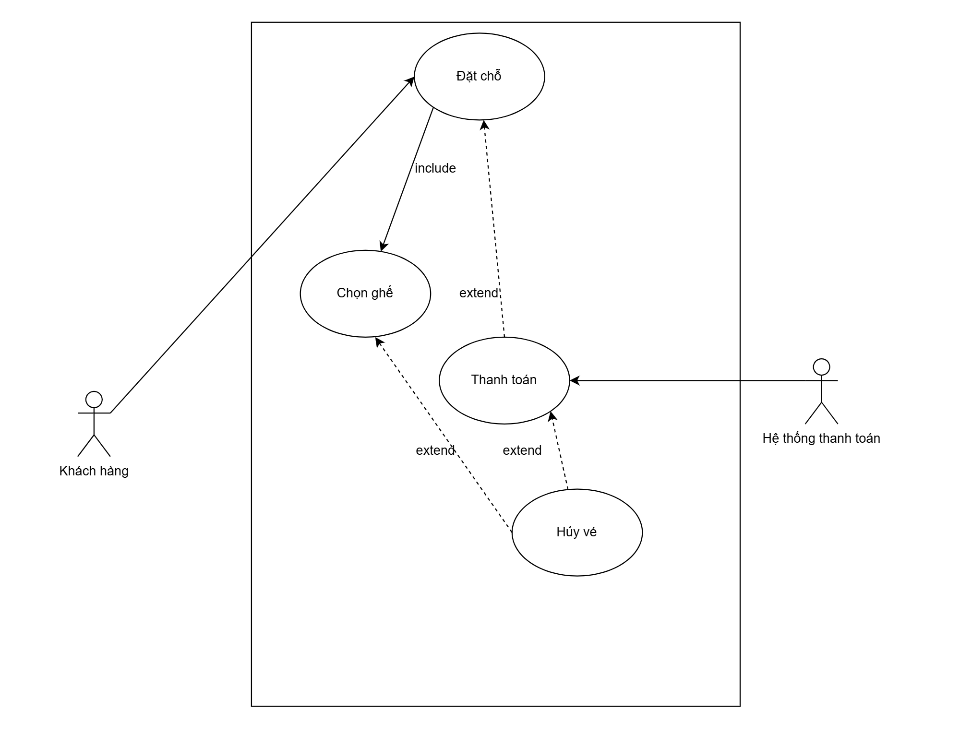 Đặt chỗ
include
Chọn ghế
extend
Thanh toán
Hệ thống thanh toán
Khách hàng
extend
extend
Húy vé